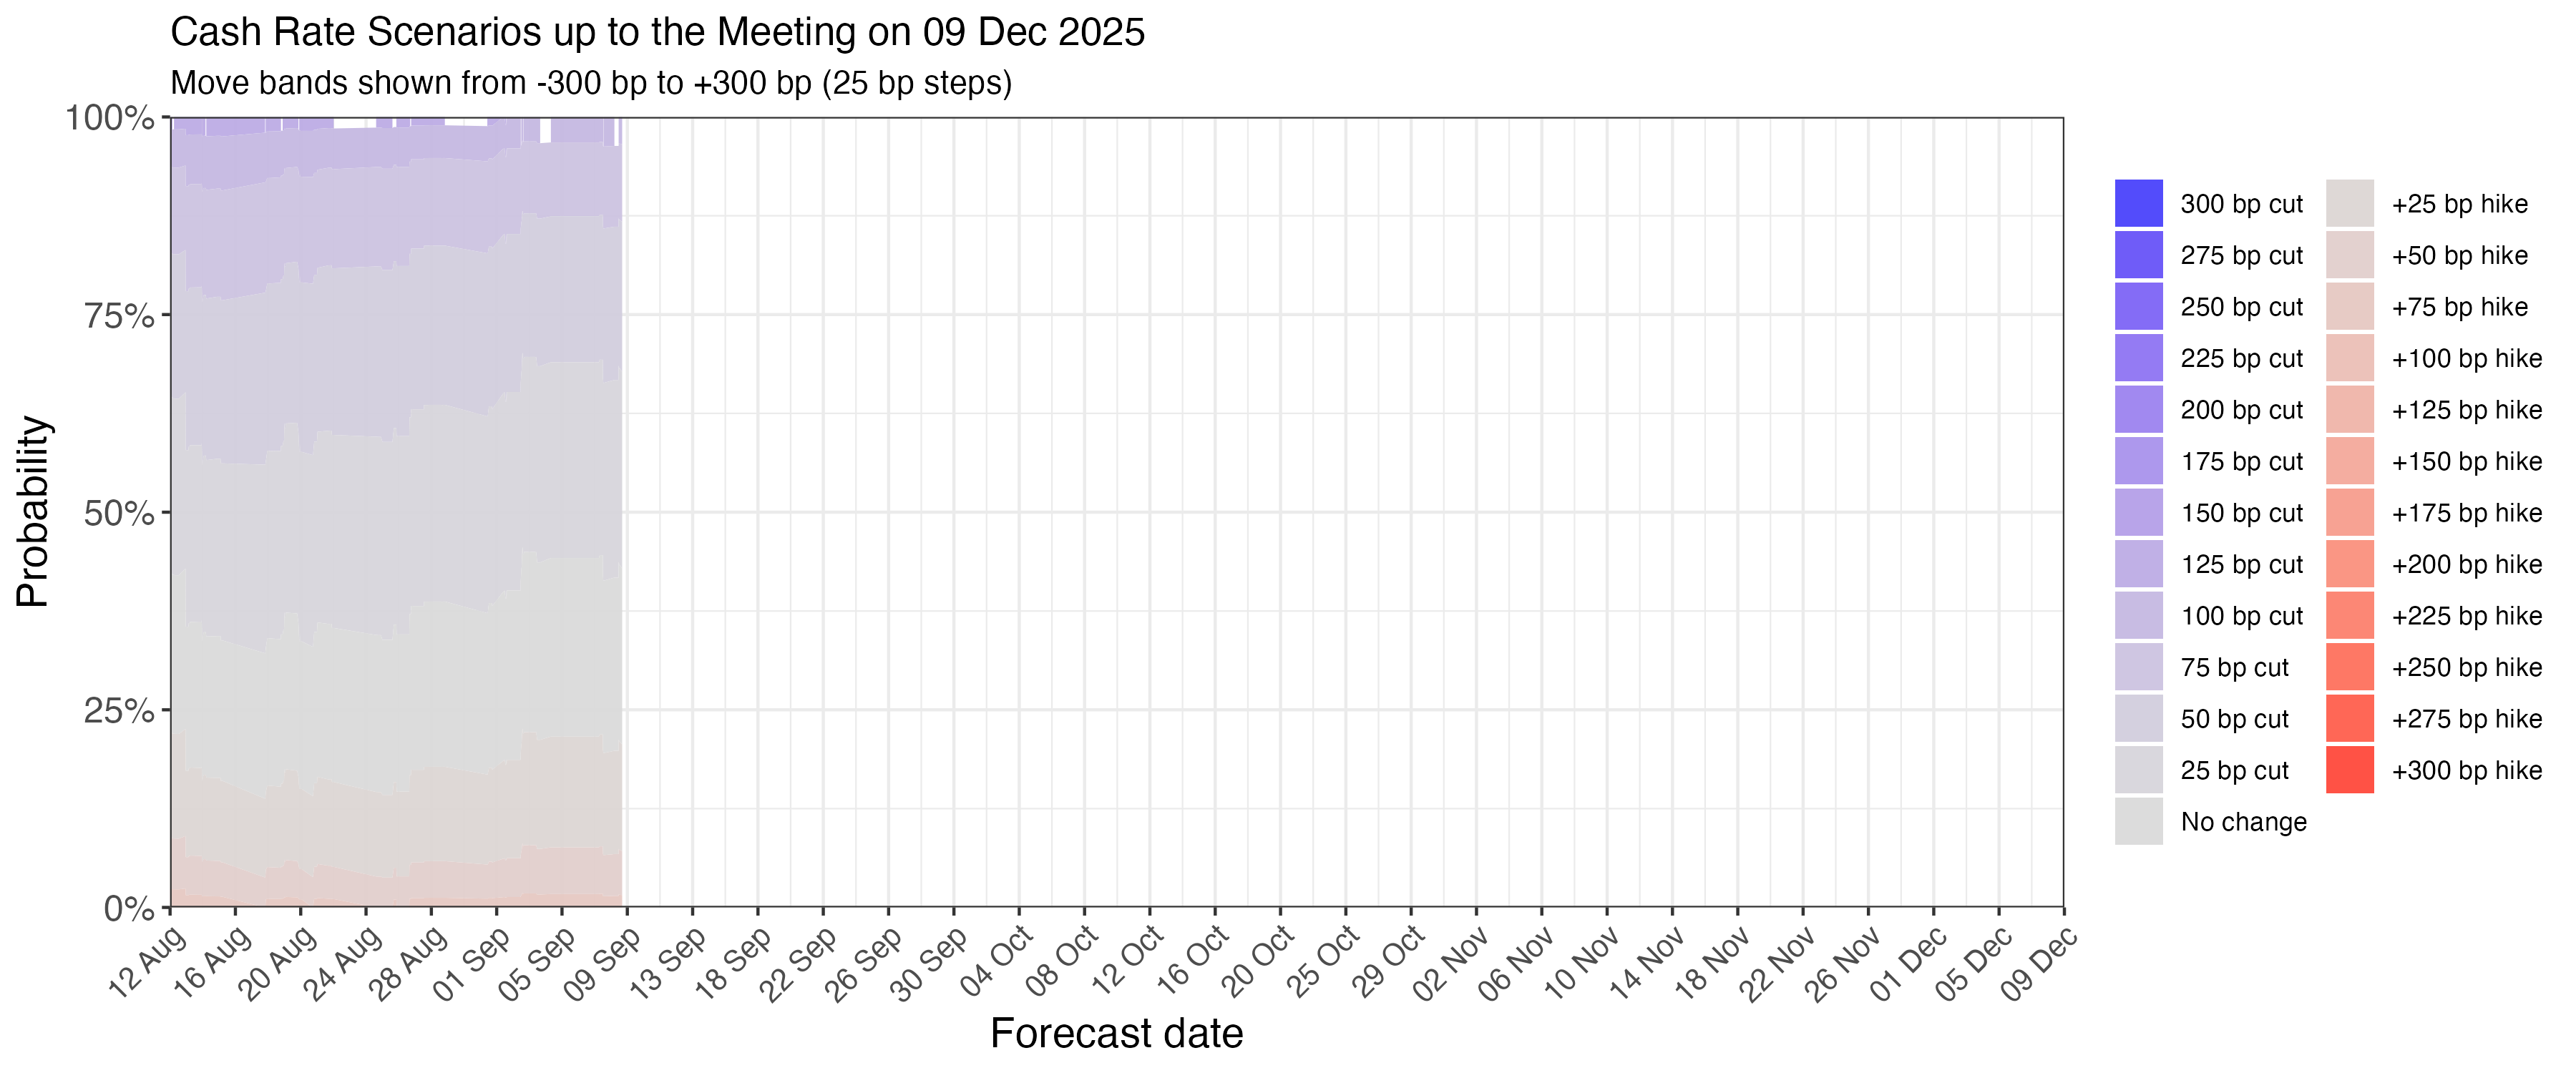 Cash Rate Scenarios up to the Meeting on 09 Dec 2025
Move bands shown from -300 bp to +300 bp (25 bp steps)
Probability
100%
75%
50%
25%
0%
12 Aug
16 Aug
20 Aug
24 Aug
28 Aug
01 Sep
05 Sep
09 Sep
13 Sep
18 Sep
22 Sep
26 Sep
30 Sep
04 Oct
08 Oct
12 Oct
16 Oct
20 Oct
25 Oct
29 Oct
02 Nov
06 Nov
10 Nov
14 Nov
18 Nov
22 Nov
26 Nov
01 Dec
05 Dec
09 Dec
Forecast date
300 bp cut
275 bp cut
250 bp cut
225 bp cut
200 bp cut
175 bp cut
150 bp cut
125 bp cut
100 bp cut
75 bp cut
50 bp cut
25 bp cut
No change
+25 bp hike
+50 bp hike
+75 bp hike
+100 bp hike
+125 bp hike
+150 bp hike
+175 bp hike
+200 bp hike
+225 bp hike
+250 bp hike
+275 bp hike
+300 bp hike